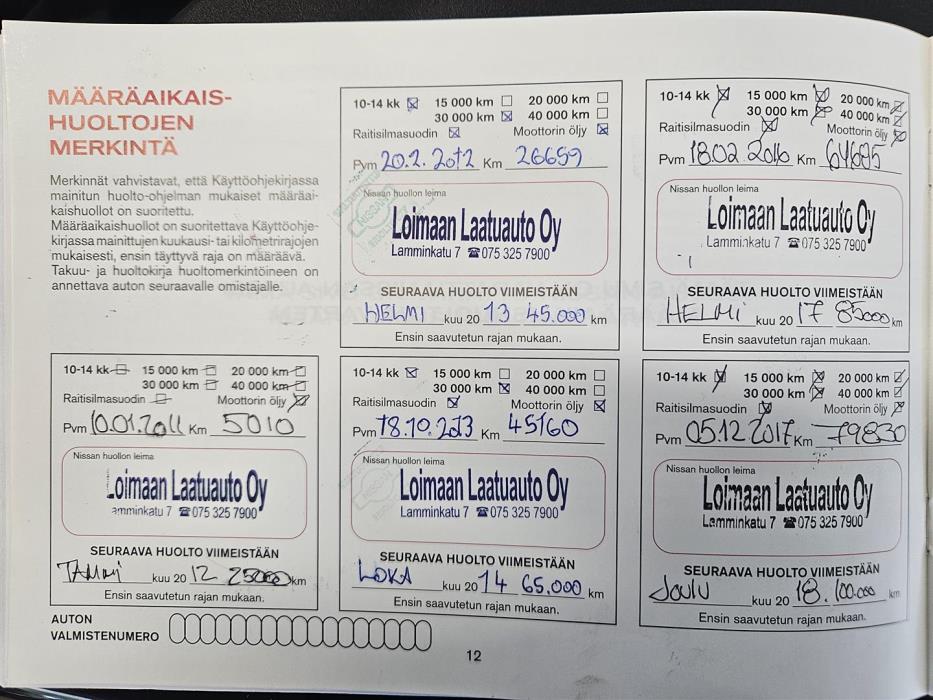 MÄÄRÄAIKAIS-
HUOLTOJEN
MERKINTÄ
Merkinnät vahvistavat, että Käyttöohjekirjassa
mainitun huolto-ohjelman mukaiset määräai-
kaishuollot on suoritettu.
Määräaikaishuollot on suoritettava Käyttöohje-
kirjassa mainittujen kuukausi- tai kilometrirajojen
mukaisesti, ensin täyttyvä raja on määräävä.
Takuu- ja huoltokirja huoltomerkintöineen on
annettava auton seuraavalle omistajalle.
10-14 kk 15 000 km 20 000 km
30 000 km 40 000 km
Raitisilmasuodin Moottorin öljy
Pvm 10.01.2011 Km 5010
Nissan huollon leima
Loimaan Laatuauto Oy
amminkatu 7 ☎075 325 7900
SEURAAVA HUOLTO VIIMEISTÄÄN
TAMMI kuu 20 12 25000 km
Ensin saavutetun rajan mukaan.
AUTON
VALMISTENUMERO
10-14 kk 15 000 km 20 000 km
30 000 km 40 000 km
Raitisilmasuodin Moottorin öljy
Pvm 20.2.2012 Km 26659
Nissan huollon leima
Loimaan Laatuauto Oy
Lamminkatu 7 ☎075 325 7900
SEURAAVA HUOLTO VIIMEISTÄÄN
HELMI kuu 20 13 45.000 km
Ensin saavutetun rajan mukaan.
10-14 kk 15 000 km 20 000 km
30 000 km 40 000 km
Raitisilmasuodin Moottorin öljy
Pvm 18.10.2013 Km 45160
Nissan huollon leima
Loimaan Laatuauto Oy
Lamminkatu 7 ☎075 325 7900
SEURAAVA HUOLTO VIIMEISTÄÄN
LOKA kuu 20 14 65.000 km
Ensin saavutetun rajan mukaan.
10-14 kk 15 000 km 20 000 km
30 000 km 40 000 km
Raitisilmasuodin Moottorin öljy
Pvm 18.02.2016 Km 64685
Nissan huollon leima
Loimaan Laatuauto Oy
Lamminkatu 7 ☎075 325 7900
SEURAAVA HUOLTO VIIMEISTÄÄN
HELMI kuu 20 17 85000 km
Ensin saavutetun rajan mukaan.
10-14 kk 15 000 km 20 000 km
30 000 km 40 000 km
Raitisilmasuodin Moottorin öljy
Pvm 05.12.2017 Km 79830
Nissan huollon leima
Loimaan Laatuauto Oy
Lamminkatu 7 ☎075 325 7900
SEURAAVA HUOLTO VIIMEISTÄÄN
JOULU kuu 20 18. 100.000 km
Ensin saavutetun rajan mukaan.
12